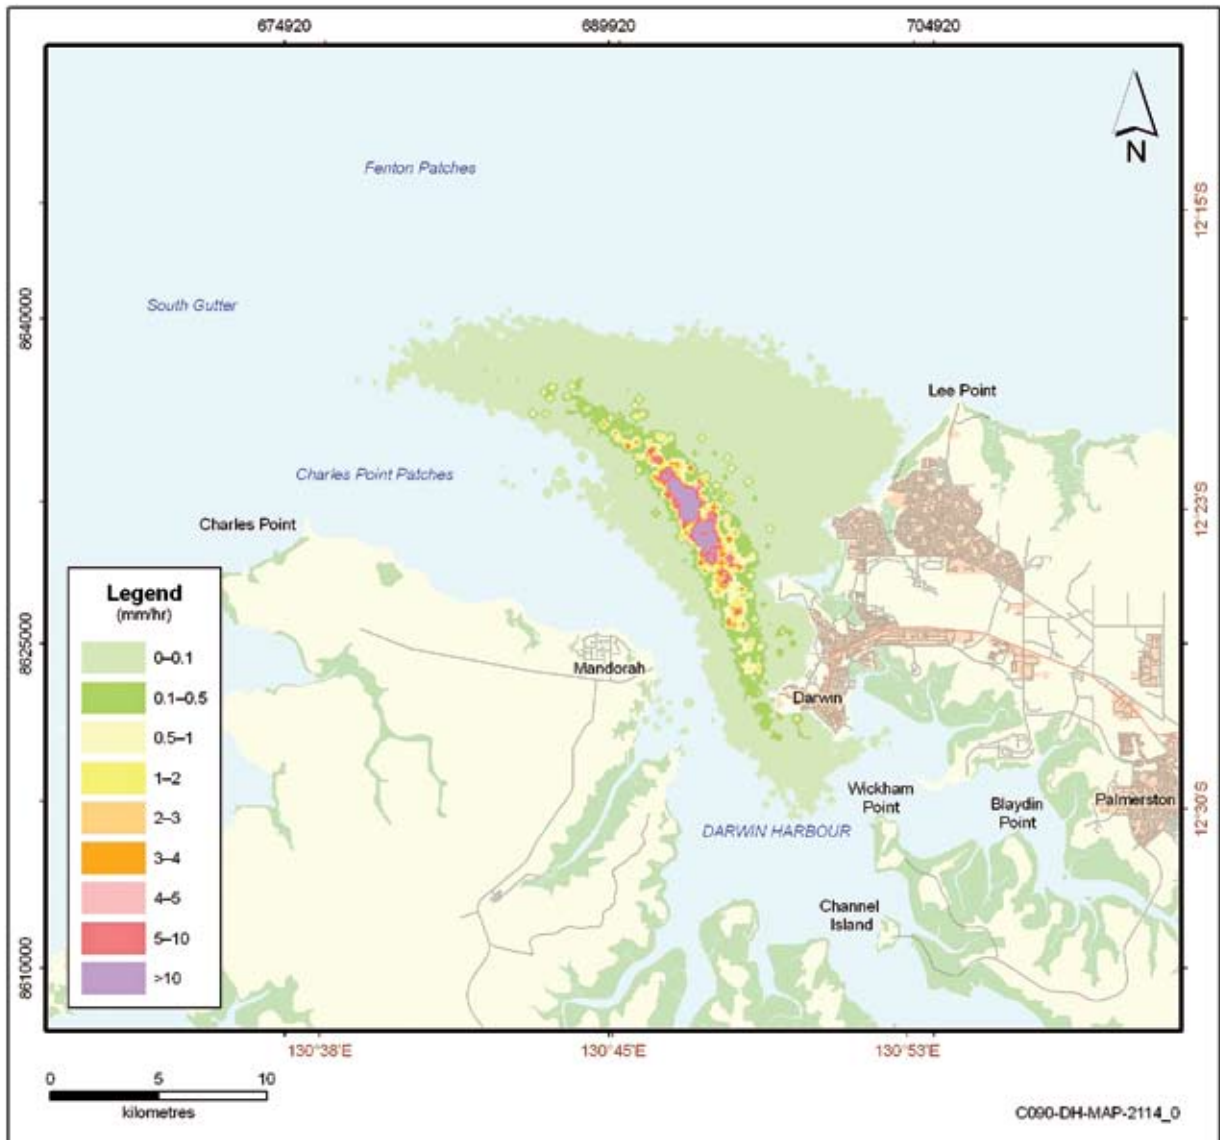 674920
689920
704920
N
Fenton Patches
12°15'S
South Gutter
8640000
Lee Point
Charles Point Patches
Charles Point
12°23'S
Legend
(mm/hr)
0–0.1
0.1–0.5
0.5–1
1–2
2–3
3–4
4–5
5–10
>10
8625000
Mandorah
Darwin
Wickham
Point
Blaydin
Point
Palmerston
12°30'S
DARWIN HARBOUR
Channel
Island
8610000
130°38'E
130°45'E
130°53'E
0
5
10
kilometres
C090-DH-MAP-2114_0